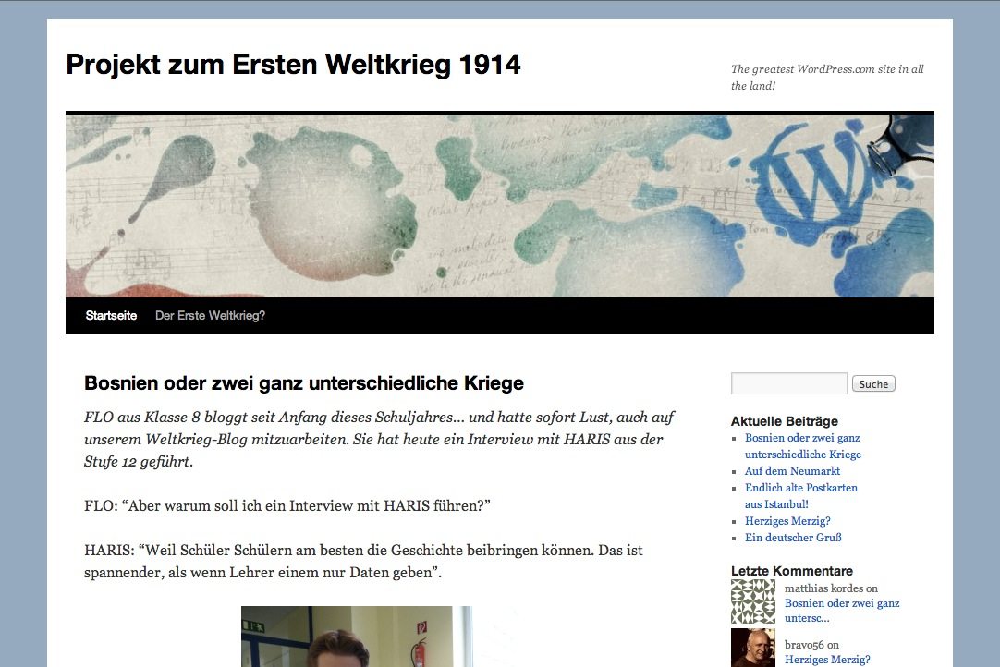 Projekt zum Ersten Weltkrieg 1914
The greatest WordPress.com site in all
the land!
Startseite
Der Erste Weltkrieg?
Bosnien oder zwei ganz unterschiedliche Kriege
FLO aus Klasse 8 bloggt seit Anfang dieses Schuljahres… und hatte sofort Lust, auch auf
unserem Weltkrieg-Blog mitzuarbeiten. Sie hat heute ein Interview mit HARIS aus der
Stufe 12 geführt.
FLO: “Aber warum soll ich ein Interview mit HARIS führen?”
HARIS: “Weil Schüler Schülern am besten die Geschichte beibringen können. Das ist
spannender, als wenn Lehrer einem nur Daten geben”.
Suche
Aktuelle Beiträge
Bosnien oder zwei ganz
unterschiedliche Kriege
Auf dem Neumarkt
Endlich alte Postkarten
aus Istanbul!
Herziges Merzig?
Ein deutscher Gruß
Letzte Kommentare
matthias kordes on
Bosnien oder zwei ganz
untersc…
bravo56 on
Herziges Merzig?